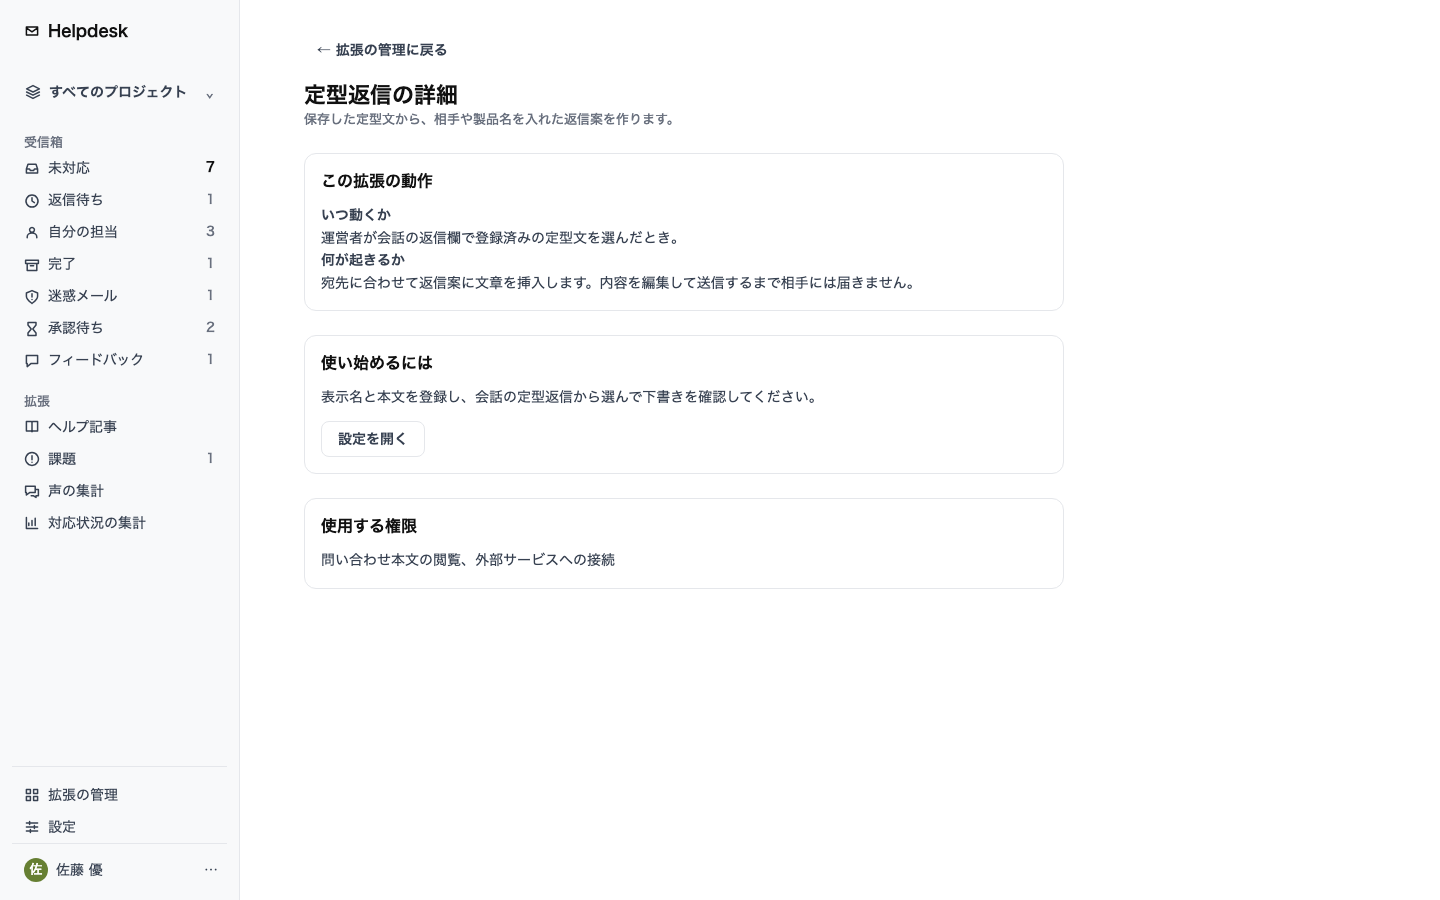 Helpdesk
すべてのプロジェクト
受信箱
未対応 7
返信待ち 1
自分の担当 3
完了 1
迷惑メール 1
承認待ち 2
フィードバック 1
拡張
ヘルプ記事
課題 1
声の集計
対応状況の集計
拡張の管理
設定
佐 佐藤 優 …
← 拡張の管理に戻る
定型返信の詳細
保存した定型文から、相手や製品名を入れた返信案を作ります。
この拡張の動作
いつ動くか
運営者が会話の返信欄で登録済みの定型文を選んだとき。
何が起きるか
宛先に合わせて返信案に文章を挿入します。内容を編集して送信するまで相手には届きません。
使い始めるには
表示名と本文を登録し、会話の定型返信から選んで下書きを確認してください。
設定を開く
使用する権限
問い合わせ本文の閲覧、外部サービスへの接続